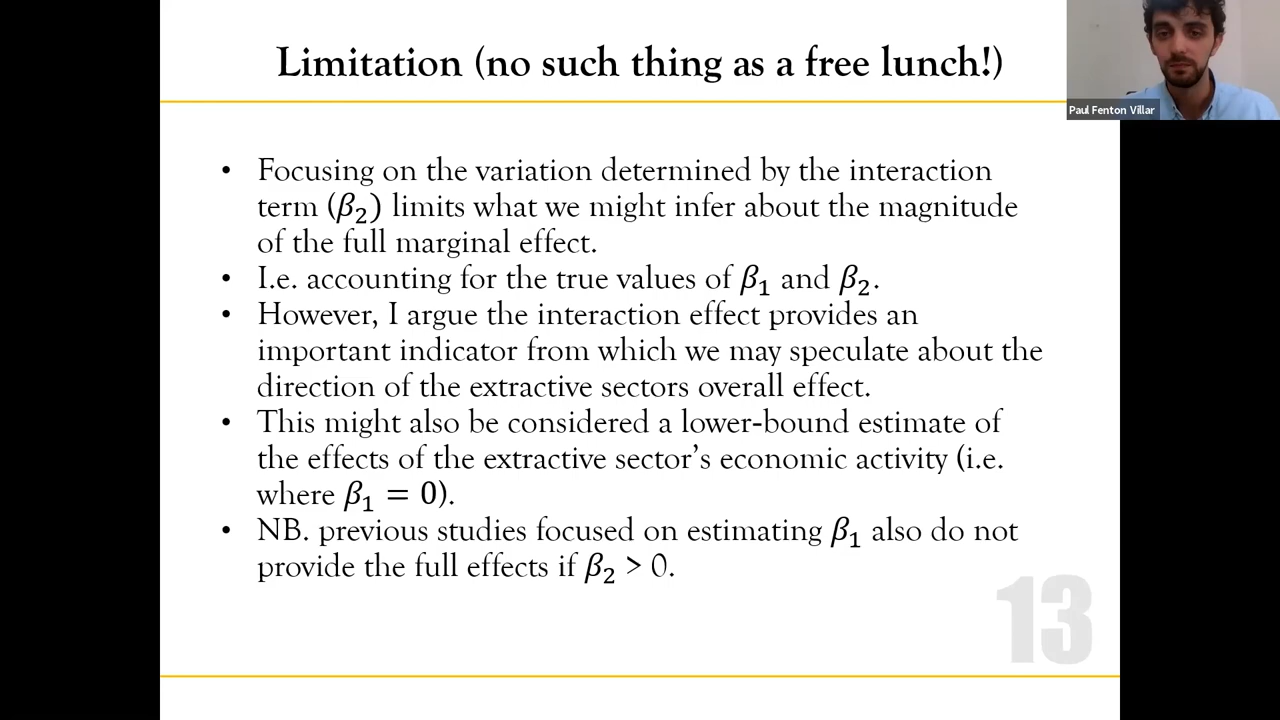 Limitation (no such thing as a free lunch!)
Paul Fenton Villar
• Focusing on the variation determined by the interaction
term (β₂) limits what we might infer about the magnitude
of the full marginal effect.
• I.e. accounting for the true values of β₁ and β₂.
• However, I argue the interaction effect provides an
important indicator from which we may speculate about the
direction of the extractive sectors overall effect.
• This might also be considered a lower-bound estimate of
the effects of the extractive sector’s economic activity (i.e.
where β₁ = 0).
• NB. previous studies focused on estimating β₁ also do not
provide the full effects if β₂ > 0.
13